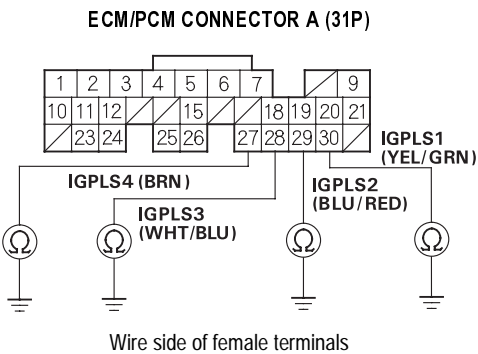 ECM/PCM CONNECTOR A (31P)
1 2 3 4 5 6 7 9
10 11 12 15 18 19 20 21
23 24 25 26 27 28 29 30
IGPLS1
(YEL/GRN)
IGPLS4 (BRN)
IGPLS2
(BLU/RED)
IGPLS3
(WHT/BLU)
Ω Ω Ω Ω
Wire side of female terminals